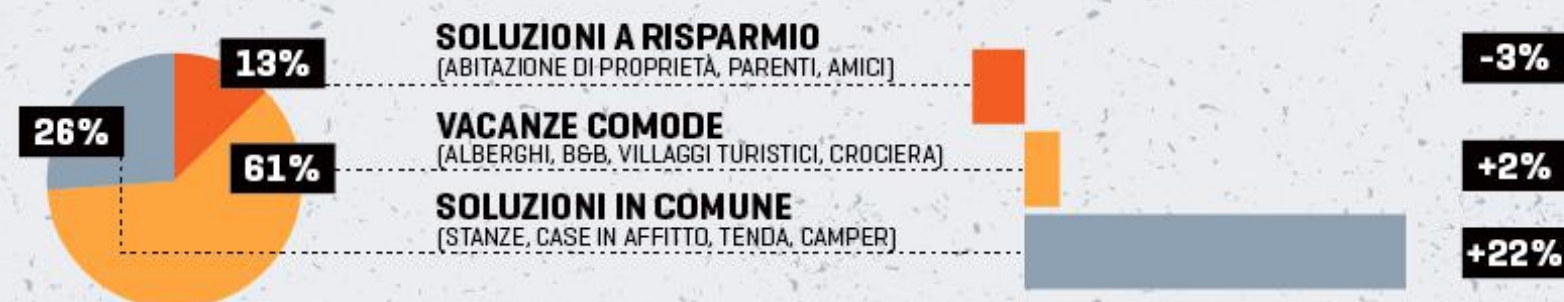 13%
SOLUZIONI A RISPARMIO
(ABITAZIONE DI PROPRIETÀ, PARENTI, AMICI)
-3%
26%
61%
VACANZE COMODE
(ALBERGHI, B&B, VILLAGGI TURISTICI, CROCIERA)
+2%
SOLUZIONI IN COMUNE
(STANZE, CASE IN AFFITTO, TENDA, CAMPER)
+22%